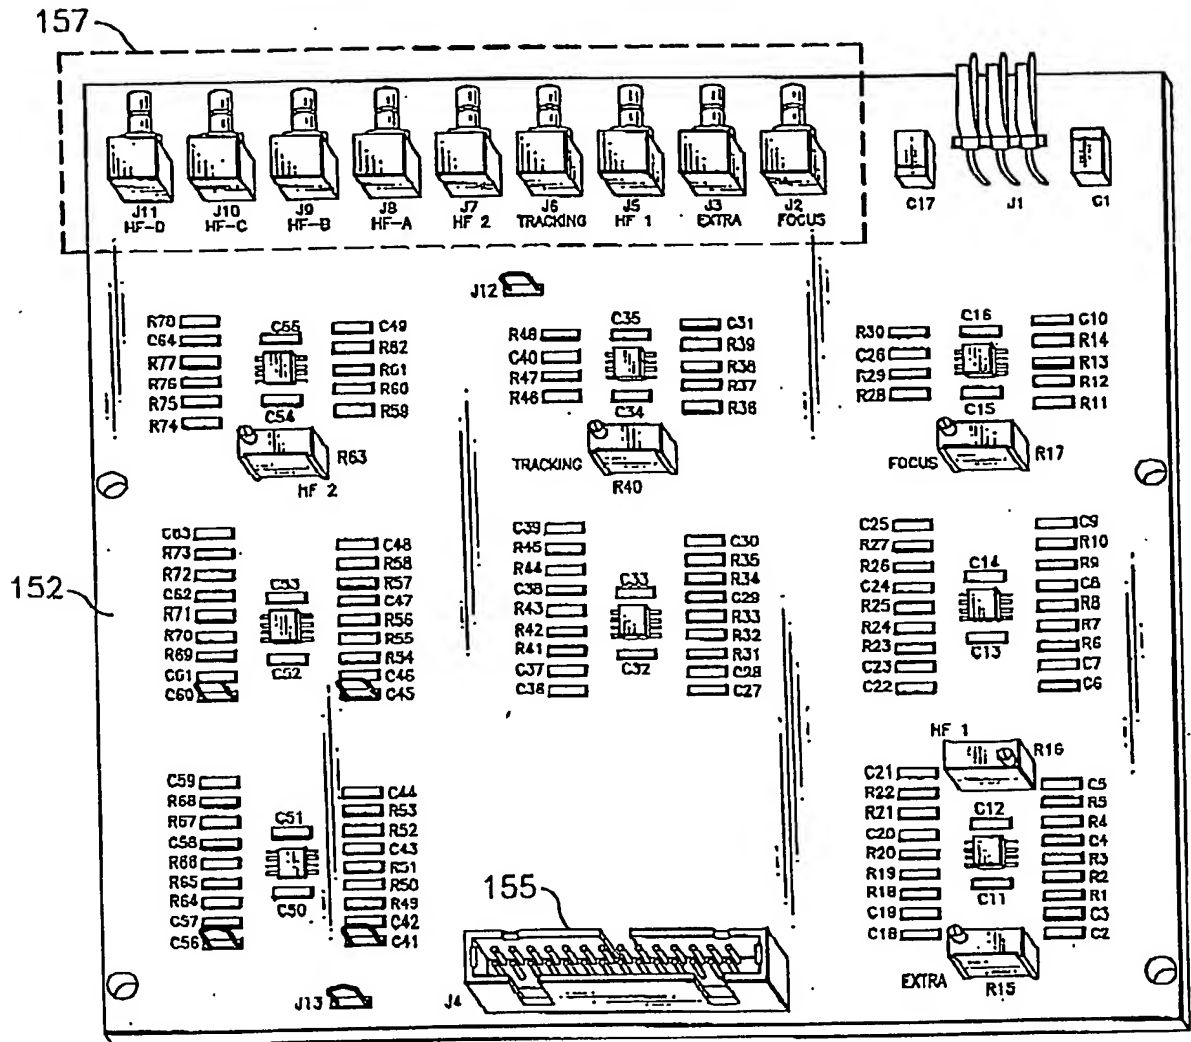 157
J11 HF-D
J10 HF-C
J9 HF-B
J8 HF-A
J7 HF 2
J6 TRACKING
J5 HF 1
J3 EXTRA
J2 FOCUS
C17
J1
C1
J12
R78
C64
R77
R76
R75
R74
C55
C54
C49
R62
R61
R60
R59
R63
HF 2
R48
C40
R47
R46
C35
C34
C31
R39
R38
R37
R36
TRACKING
R40
R30
C26
R29
R28
C16
C15
C10
R14
R13
R12
R11
FOCUS
R17
152
C63
R73
R72
C62
R71
R70
R69
C61
C60
C53
C52
C48
R58
R57
C47
R56
R55
R54
C46
C45
C39
R45
R44
C38
R43
R42
R41
C37
C36
C33
C32
C30
R35
R34
C29
R33
R32
R31
C28
C27
C25
R27
R26
C24
R25
R24
R23
C23
C22
C14
C13
C9
R10
R9
C8
R8
R7
R6
C7
C6
HF 1
R16
C59
R68
R67
C58
R66
R65
R64
C57
C56
C51
C50
C44
R53
R52
C43
R51
R50
R49
C42
C41
C21
R22
R21
C20
R20
R19
R18
C19
C18
C12
C11
C5
R5
R4
C4
R3
R2
R1
C3
C2
EXTRA
R15
155
J13
J4